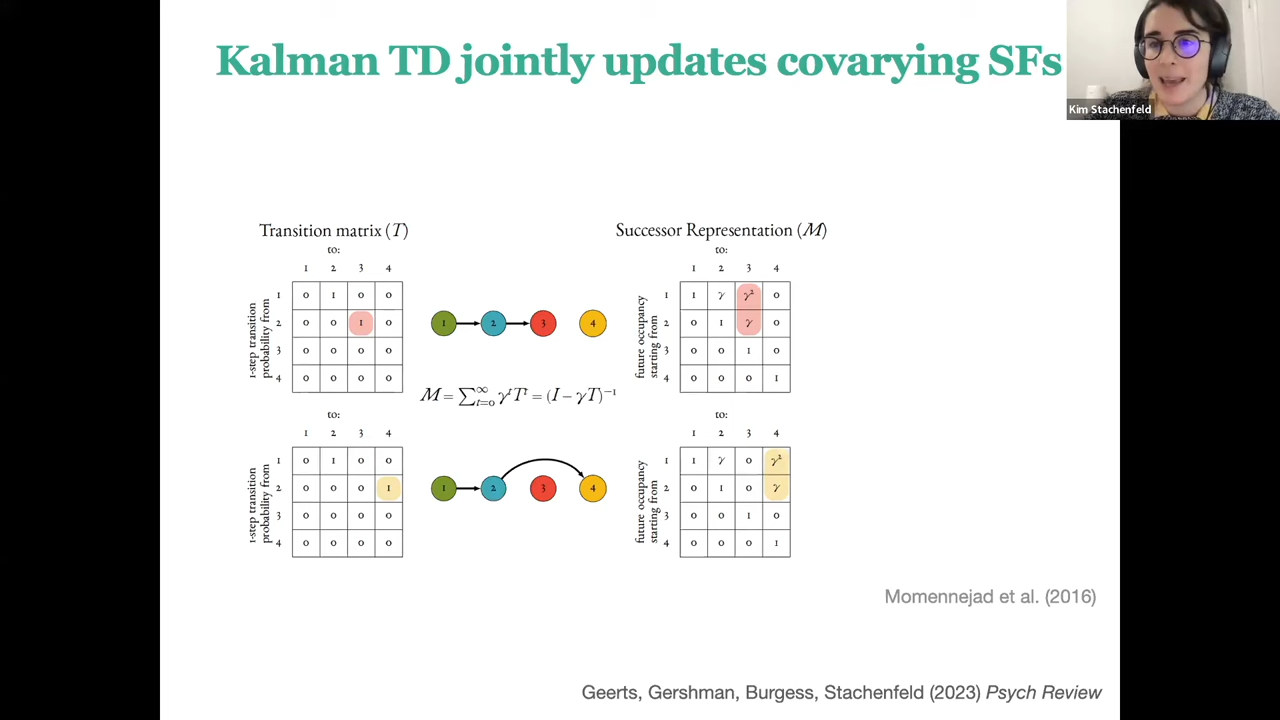 Kalman TD jointly updates covarying SFs
Kim Stachenfeld
Transition matrix (T)
to:
1 2 3 4
1-step transition
probability from
1 0 1 0 0
2 0 0 1 0
3 0 0 0 0
4 0 0 0 0
1 2 3 4
Successor Representation (M)
to:
1 2 3 4
future occupancy
starting from
1 1 γ γ² 0
2 0 1 γ 0
3 0 0 1 0
4 0 0 0 1
M = ∑_{t=0}^{∞} γᵗTᵗ = (I − γT)⁻¹
to:
1 2 3 4
1-step transition
probability from
1 0 1 0 0
2 0 0 0 1
3 0 0 0 0
4 0 0 0 0
1 2 3 4
to:
1 2 3 4
future occupancy
starting from
1 1 γ 0 γ²
2 0 1 0 γ
3 0 0 1 0
4 0 0 0 1
Momennejad et al. (2016)
Geerts, Gershman, Burgess, Stachenfeld (2023) Psych Review